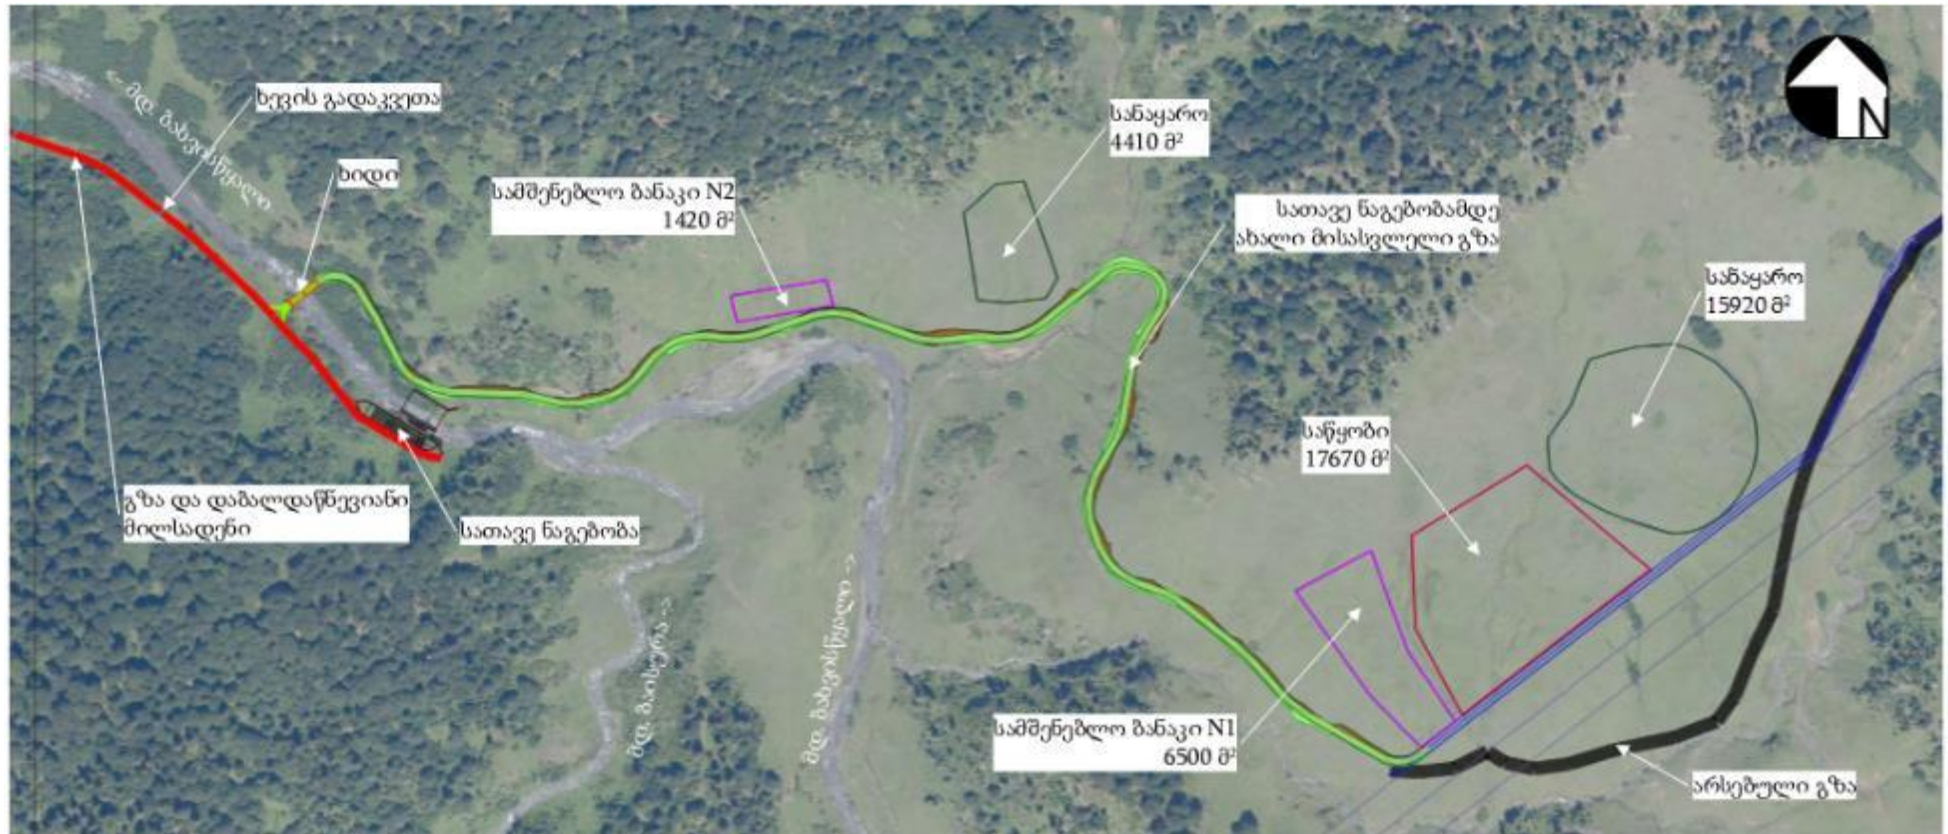 ხევის გადაკვეთა
<- მდ. ბახვისწყალი
ხიდი
სამშენებლო ბანაკი N2
1420 მ²
სანაყარო
4410 მ²
სათავე ნაგებობამდე
ახალი მისასვლელი გზა
N
სანაყარო
15920 მ²
საწყობი
17670 მ²
გზა და დაბალდაწნევიანი
მილსადენი
სათავე ნაგებობა
მდ. ბაისურა ->
მდ. ბახვისწყალი ->
სამშენებლო ბანაკი N1
6500 მ²
არსებული გზა